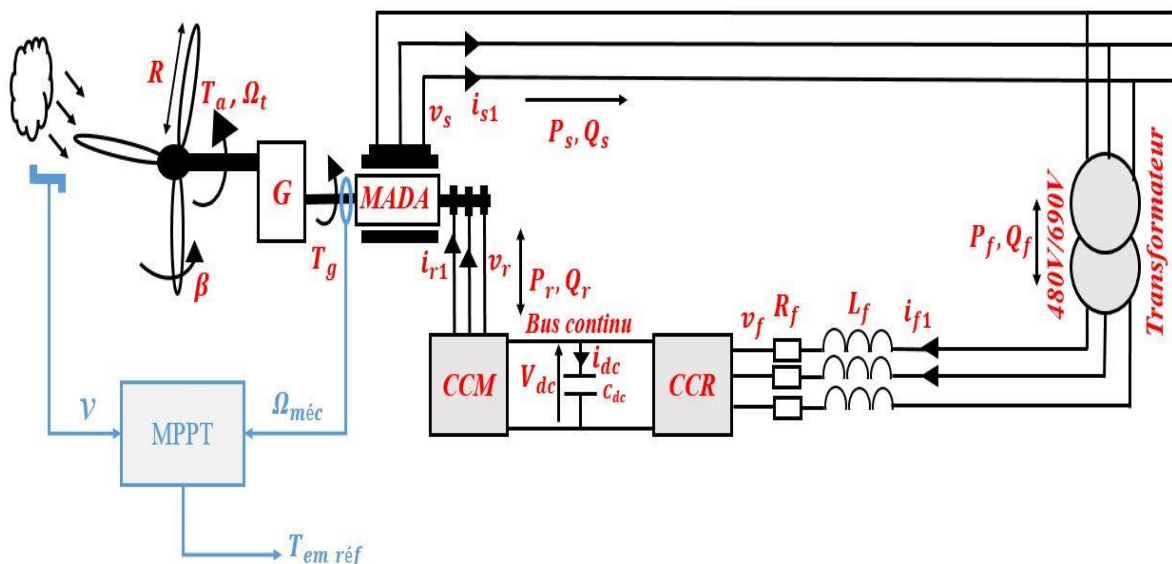 R
T_a, Ω_t
G
T_g
β
MADA
v_s
i_s1
P_s, Q_s
i_r1
v_r
P_r, Q_r
Bus continu
CCM
V_dc
i_dc
C_dc
CCR
v_f
R_f
L_f
i_f1
P_f, Q_f
480V/690V
Transformateur
v
Ω_méc
MPPT
T_em réf